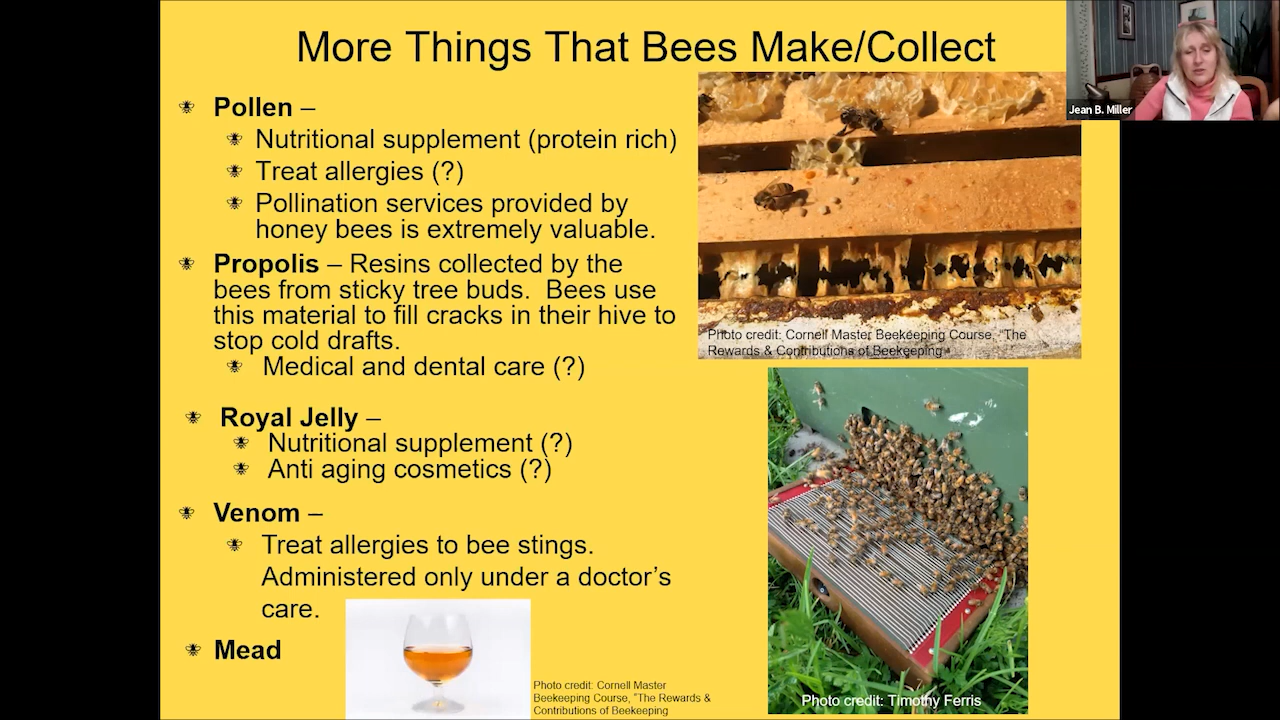 More Things That Bees Make/Collect
Jean B. Miller
Pollen –
Nutritional supplement (protein rich)
Treat allergies (?)
Pollination services provided by
honey bees is extremely valuable.
Propolis – Resins collected by the
bees from sticky tree buds. Bees use
this material to fill cracks in their hive to
stop cold drafts.
Medical and dental care (?)
Royal Jelly –
Nutritional supplement (?)
Anti aging cosmetics (?)
Venom –
Treat allergies to bee stings.
Administered only under a doctor's
care.
Mead
Photo credit: Cornell Master Beekeeping Course, "The
Rewards & Contributions of Beekeeping
Photo credit: Timothy Ferris
Photo credit: Cornell Master
Beekeeping Course, "The Rewards &
Contributions of Beekeeping